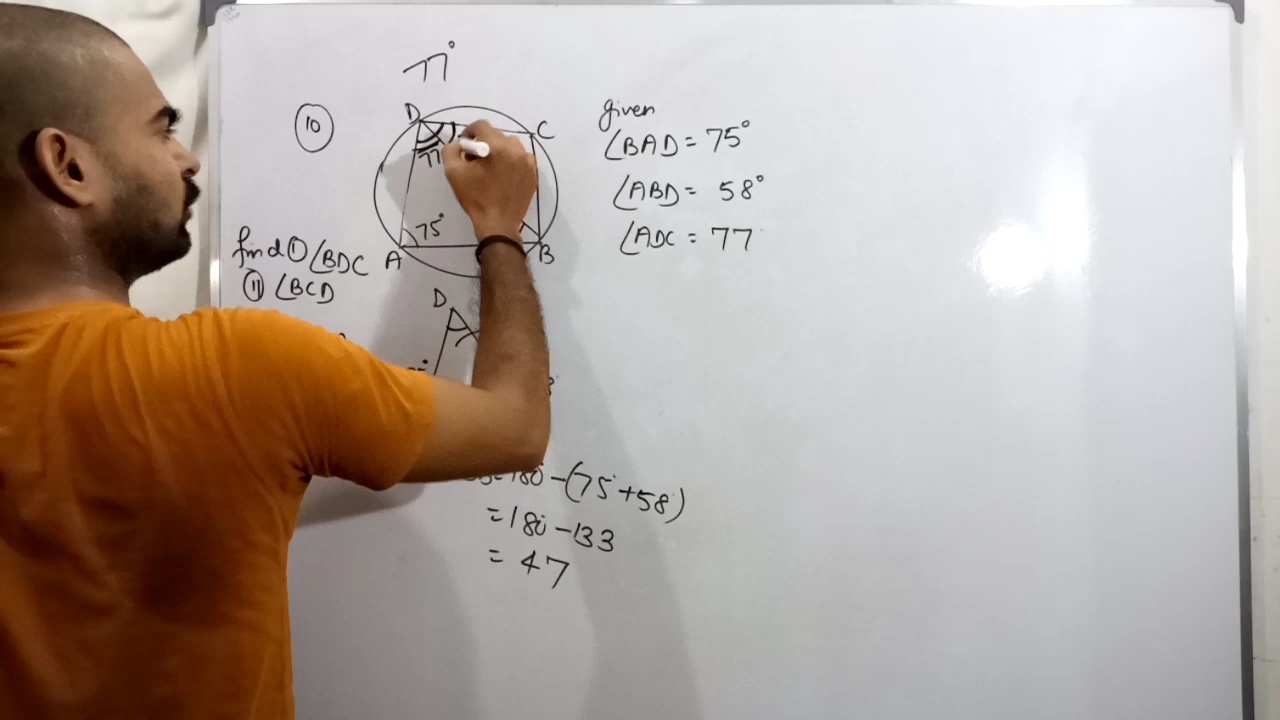 77°
10
D
C
77
75°
A
B
given
∠BAD = 75°
∠ABD = 58°
∠ADC = 77
find ① ∠BDC
⑪ ∠BCD
D
=180-(75+58)
=180-133
= 47